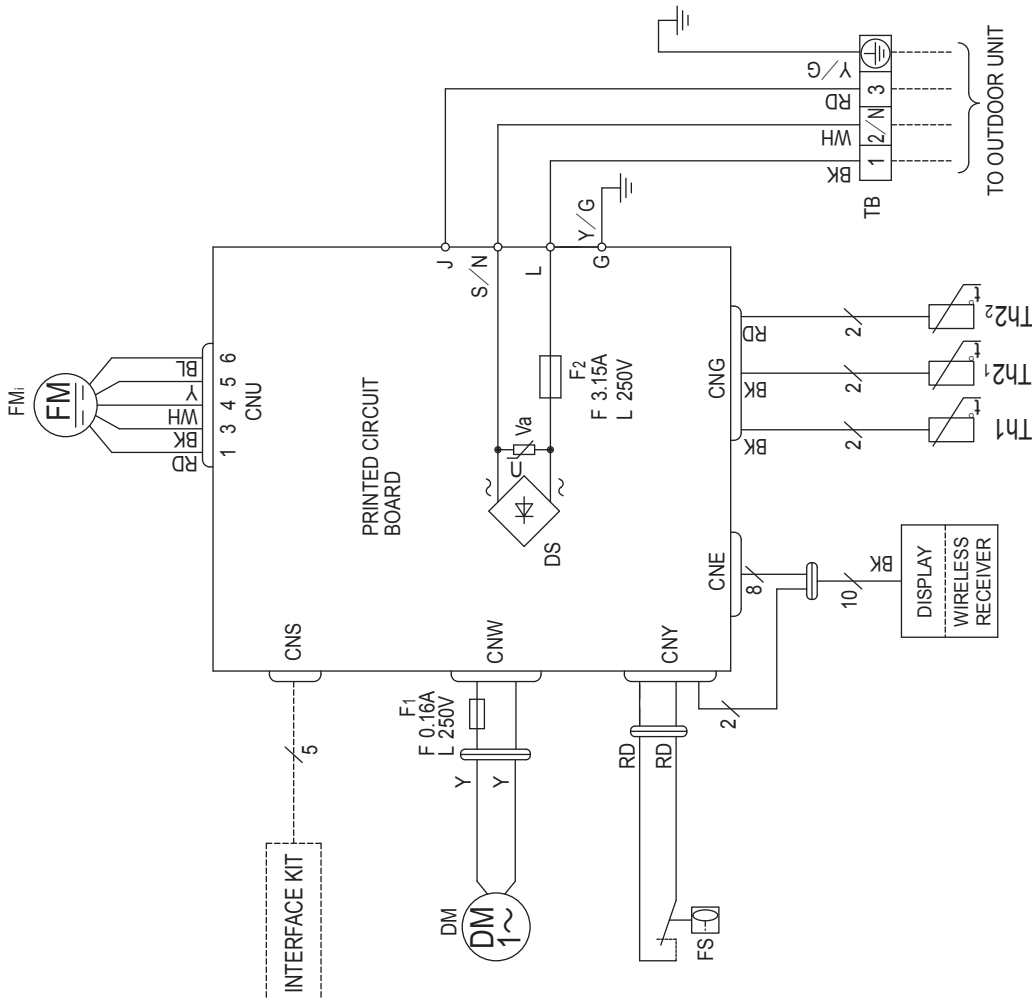 FMi
FM
RD
BK
WH
Y
BL
1 3 4 5 6
CNU
PRINTED CIRCUIT
BOARD
J
S/N
L
G
Y/G
F2
F 3.15A
L 250V
Va
U
~
~
DS
CNS
5
INTERFACE KIT
CNW
F1
F 0.16A
L 250V
Y
Y
DM
DM
1~
CNY
RD
RD
2
FS
CNE
8
10
BK
DISPLAY
WIRELESS
RECEIVER
CNG
BK
BK
RD
2
2
2
t
t
t
Th1
Th2₁
Th2₂
BK
WH
RD
Y/G
1
2/N
3
TB
TO OUTDOOR UNIT